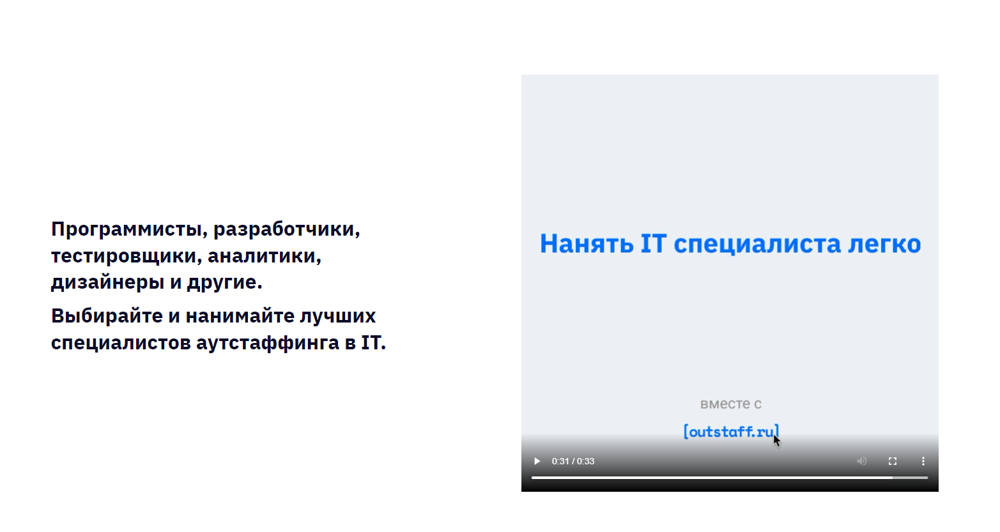 Программисты, разработчики,
тестировщики, аналитики,
дизайнеры и другие.
Выбирайте и нанимайте лучших
специалистов аутстаффинга в IT.
Нанять IT специалиста легко
вместе с
[outstaff.ru]
0:31 / 0:33